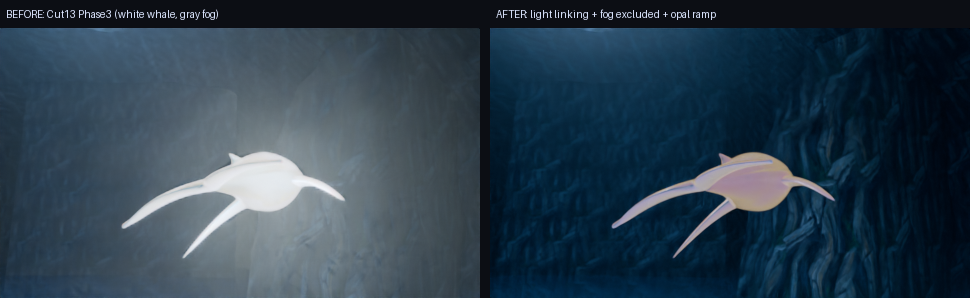 BEFORE: Cut13 Phase3 (white whale, gray fog)
AFTER: light linking + fog excluded + opal ramp